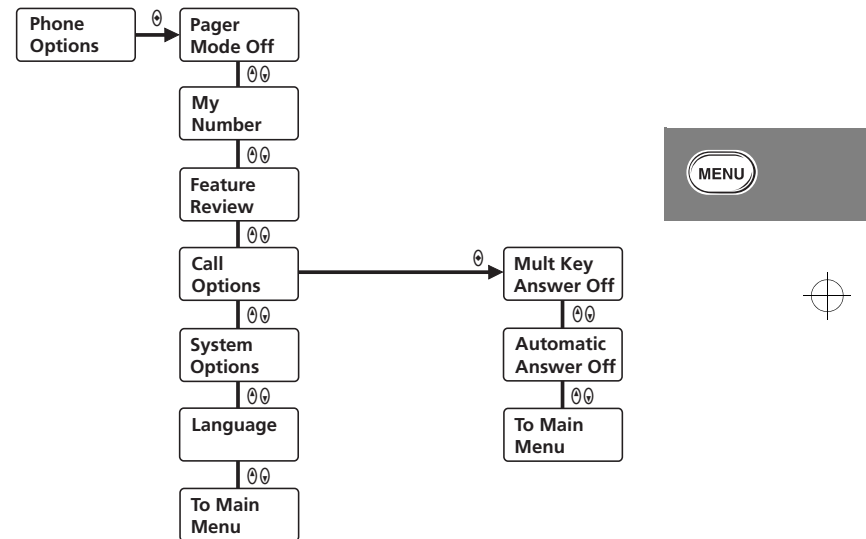 Phone
Options
Pager
Mode Off
My
Number
Feature
Review
Call
Options
System
Options
Language
To Main
Menu
Mult Key
Answer Off
Automatic
Answer Off
To Main
Menu
MENU